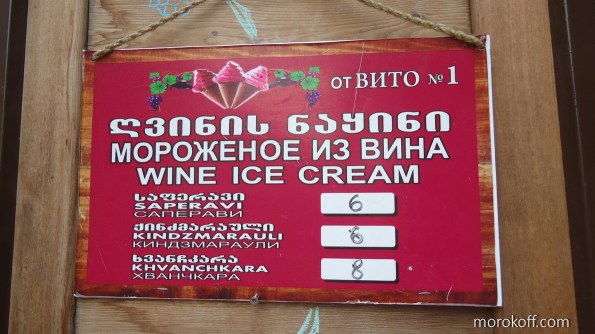 от ВИТО №1
ღვინის ნაყინი
МОРОЖЕНОЕ ИЗ ВИНА
WINE ICE CREAM
საფერავი
SAPERAVI
САПЕРАВИ
6
ქინძმარაული
KINDZMARAULI
КИНДЗМАРАУЛИ
6
ხვანჩკარა
KHVANCHKARA
ХВАНЧКАРА
8
morokoff.com